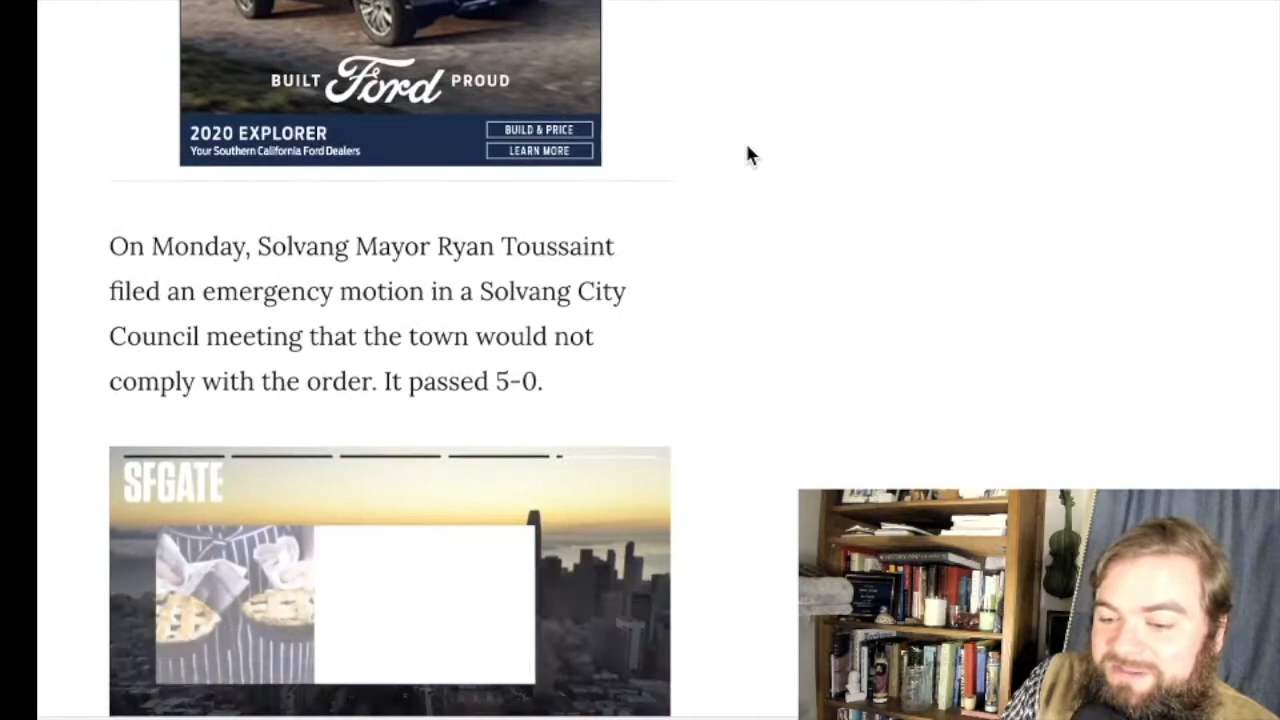 BUILT Ford PROUD
2020 EXPLORER
Your Southern California Ford Dealers
BUILD & PRICE
LEARN MORE
On Monday, Solvang Mayor Ryan Toussaint
filed an emergency motion in a Solvang City
Council meeting that the town would not
comply with the order. It passed 5-0.
SFGATE